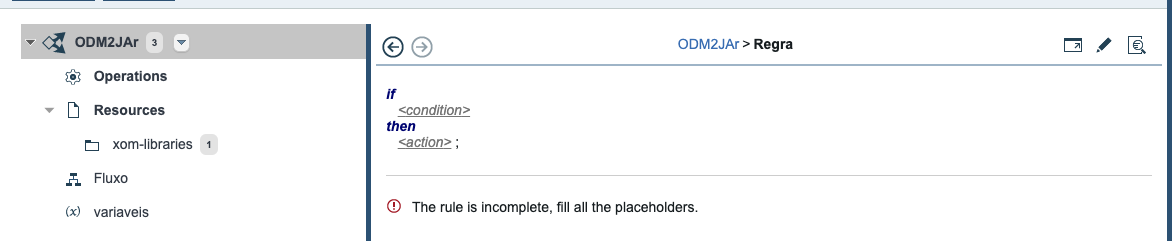 ODM2JAr 3
Operations
Resources
xom-libraries 1
Fluxo
(x) variaveis
ODM2JAr > Regra
if
<condition>
then
<action> ;
The rule is incomplete, fill all the placeholders.